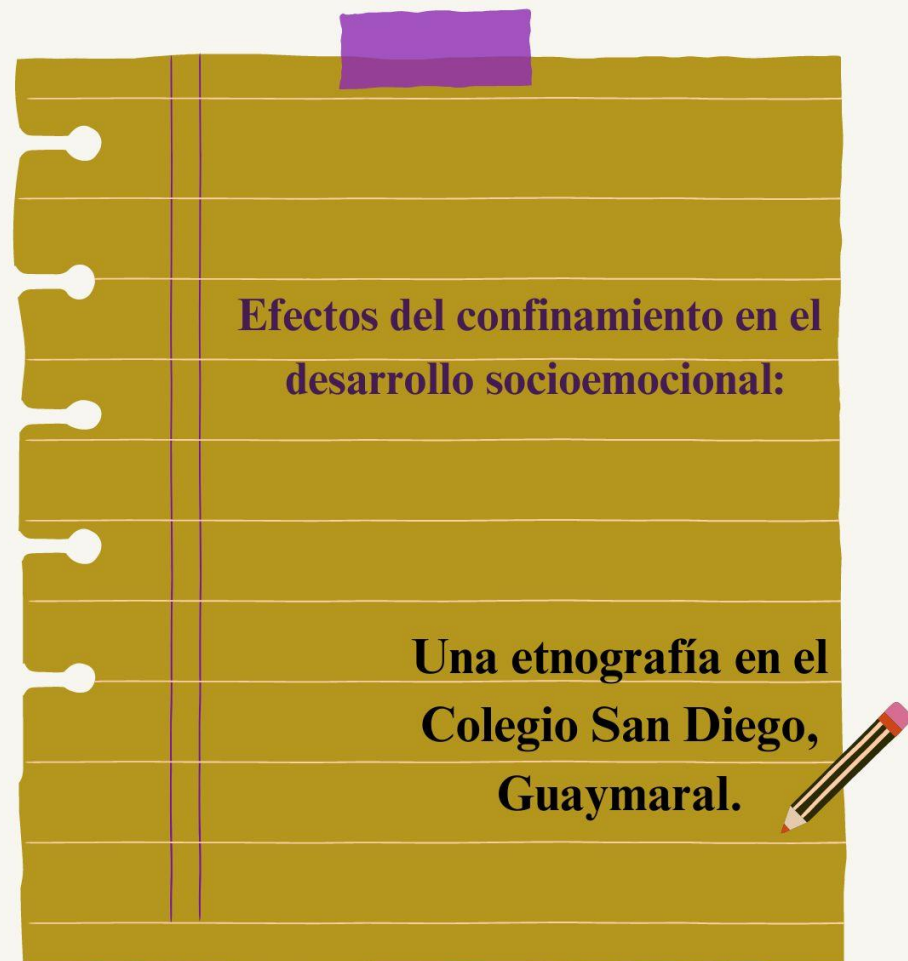 Efectos del confinamiento en el
desarrollo socioemocional:
Una etnografía en el
Colegio San Diego,
Guaymaral.